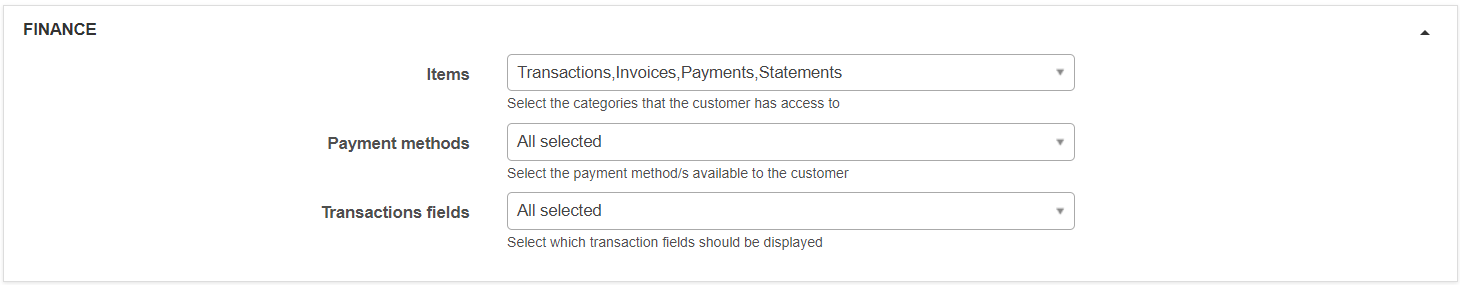 FINANCE
Items
Transactions,Invoices,Payments,Statements
Select the categories that the customer has access to
Payment methods
All selected
Select the payment method/s available to the customer
Transactions fields
All selected
Select which transaction fields should be displayed